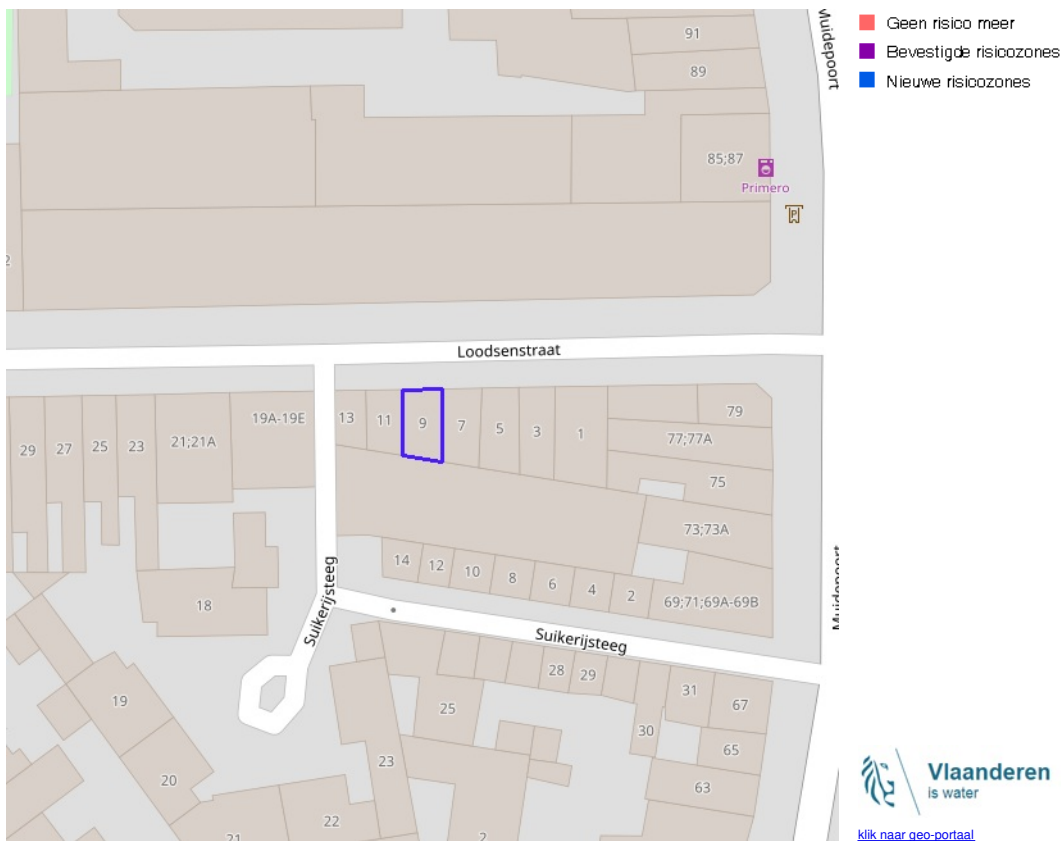 Geen risico meer
Bevestigde risicozones
Nieuwe risicozones
Muidepoort
91
89
85;87
Primero
P
2
Loodsenstraat
29
27
25
23
21;21A
19A-19E
13
11
9
7
5
3
1
79
77;77A
75
73;73A
14
12
10
8
6
4
2
69;71;69A-69B
Muidepoort
Suikerijsteeg
18
Suikerijsteeg
28
29
31
67
30
65
63
19
20
21
22
23
25
2
Vlaanderen
is water
klik naar geo-portaal